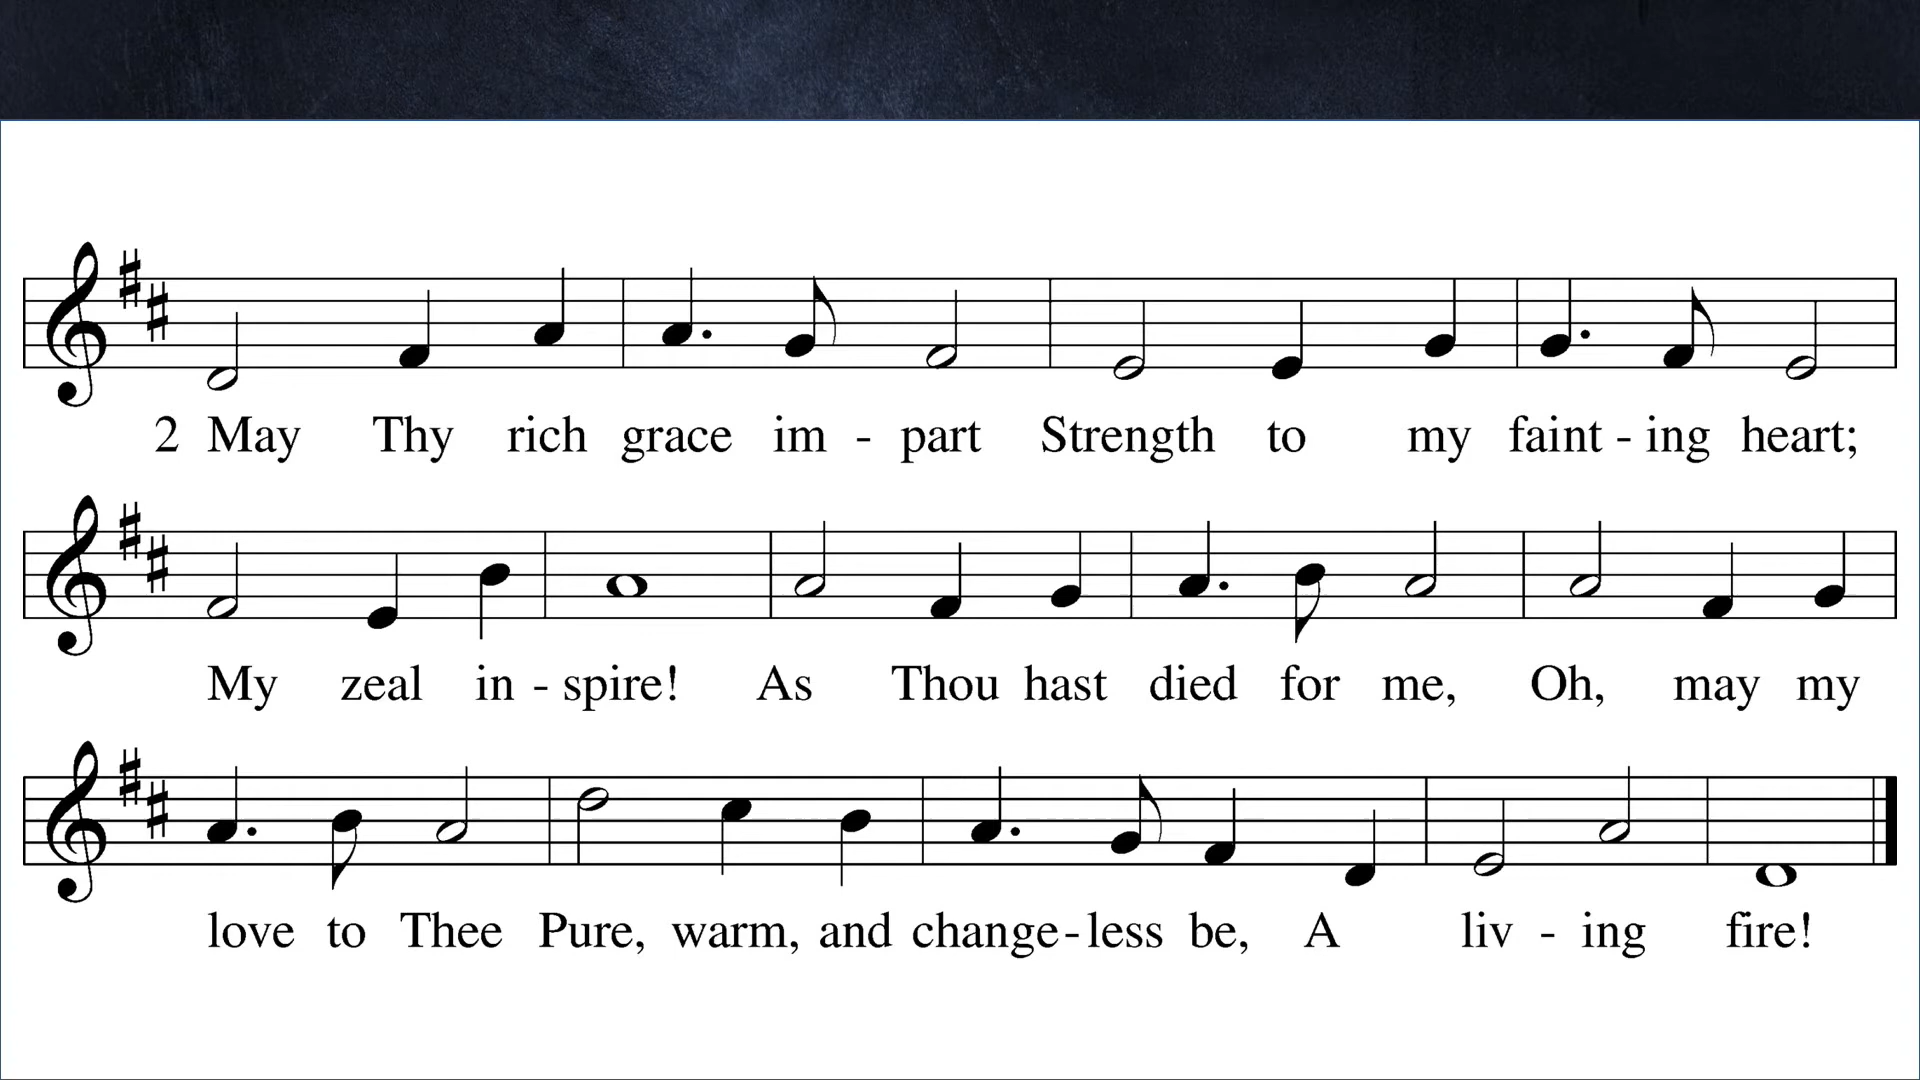 2 May Thy rich grace im - part Strength to my faint - ing heart;
My zeal in - spire! As Thou hast died for me, Oh, may my
love to Thee Pure, warm, and change - less be, A liv - ing fire!